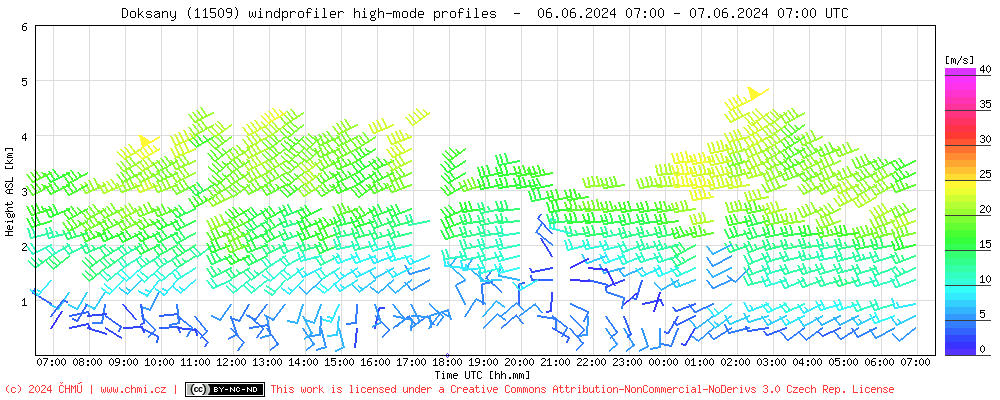 Doksany (11509) windprofiler high-mode profiles  -  06.06.2024 07:00 - 07.06.2024 07:00 UTC
[m/s]
40
35
30
25
20
15
10
5
0
Height ASL [km]
6
5
4
3
2
1
07:00 08:00 09:00 10:00 11:00 12:00 13:00 14:00 15:00 16:00 17:00 18:00 19:00 20:00 21:00 22:00 23:00 00:00 01:00 02:00 03:00 04:00 05:00 06:00 07:00
Time UTC [hh.mm]
(c) 2024 ČHMÚ | www.chmi.cz | cc BY-NC-ND This work is licensed under a Creative Commons Attribution-NonCommercial-NoDerivs 3.0 Czech Rep. License